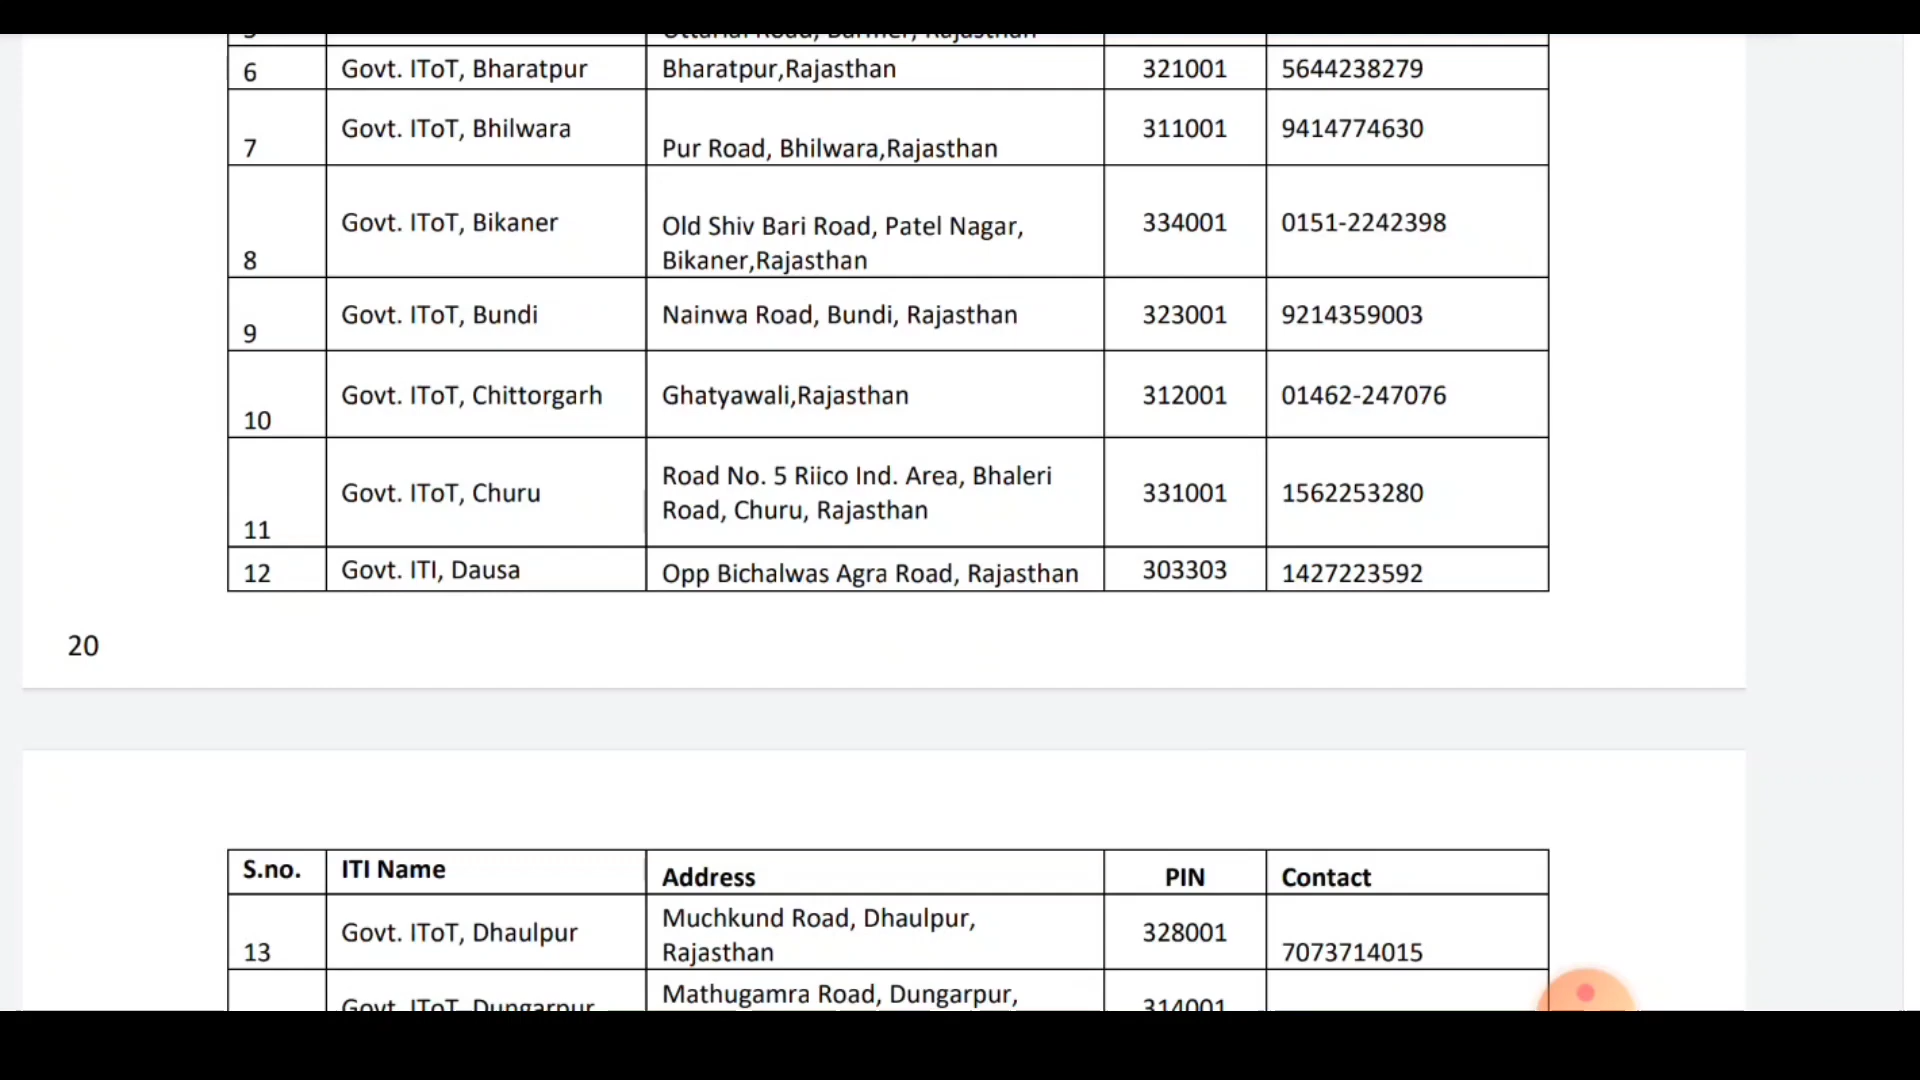 6 Govt. IToT, Bharatpur Bharatpur,Rajasthan 321001 5644238279
Govt. IToT, Bhilwara 311001 9414774630
7 Pur Road, Bhilwara,Rajasthan
Govt. IToT, Bikaner Old Shiv Bari Road, Patel Nagar, 334001 0151-2242398
8 Bikaner,Rajasthan
Govt. IToT, Bundi Nainwa Road, Bundi, Rajasthan 323001 9214359003
9
Govt. IToT, Chittorgarh Ghatyawali,Rajasthan 312001 01462-247076
10
Road No. 5 Riico Ind. Area, Bhaleri
Govt. IToT, Churu 331001 1562253280
Road, Churu, Rajasthan
11
12 Govt. ITI, Dausa Opp Bichalwas Agra Road, Rajasthan 303303 1427223592
20
S.no. ITI Name Address PIN Contact
Muchkund Road, Dhaulpur,
Govt. IToT, Dhaulpur 328001
13 Rajasthan 7073714015
Mathugamra Road, Dungarpur,
Govt. IToT, Dungarpur 314001